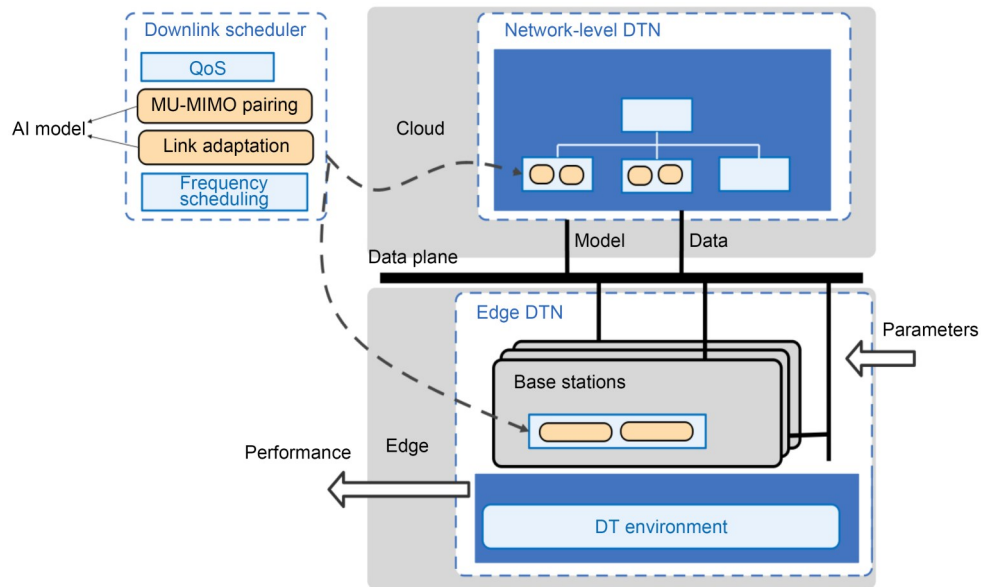 Downlink scheduler
QoS
MU-MIMO pairing
AI model
Link adaptation
Frequency
scheduling
Network-level DTN
Cloud
Model
Data
Data plane
Edge DTN
Parameters
Base stations
Edge
Performance
DT environment